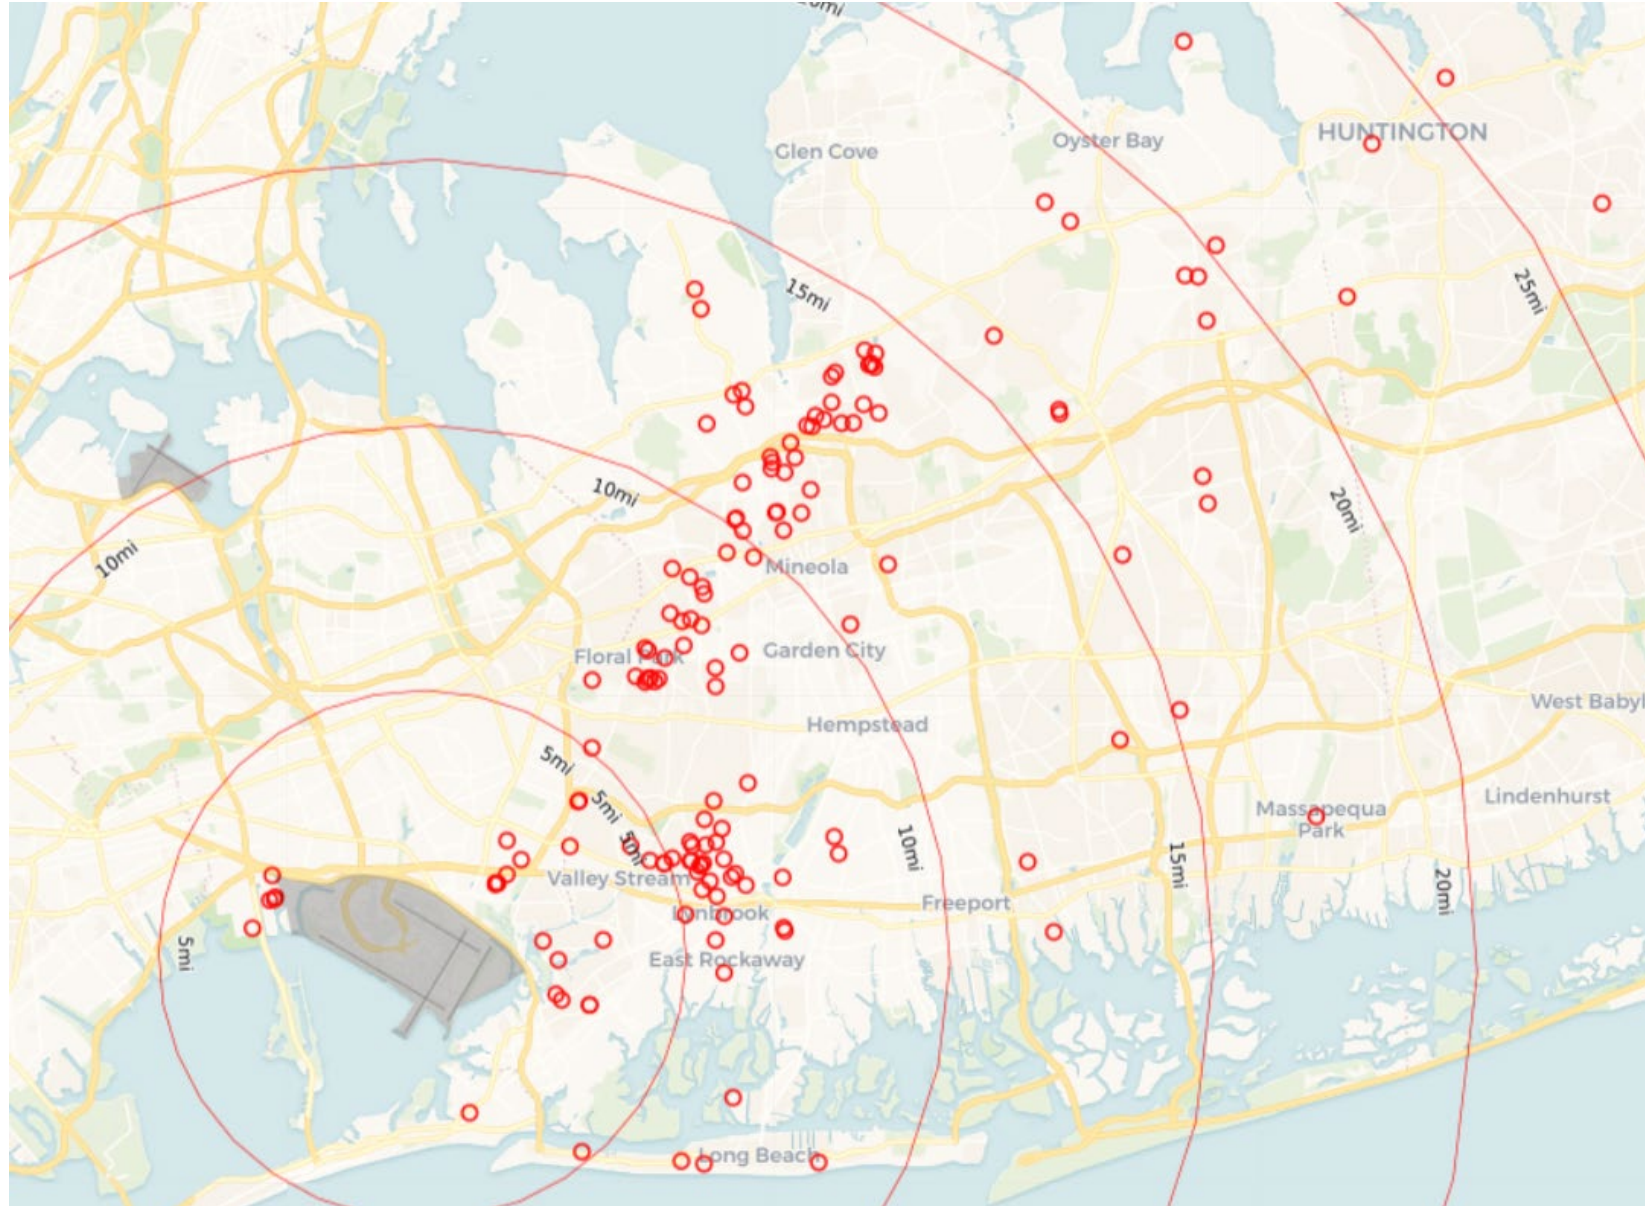 Glen Cove
Oyster Bay
HUNTINGTON
15mi
25mi
10mi
20mi
10mi
Mineola
Floral Park
Garden City
West Babyl
Hempstead
5mi
5mi
Massapequa
Park
Lindenhurst
10mi
15mi
Valley Stream
20mi
Lynbrook
Freeport
5mi
East Rockaway
Long Beach